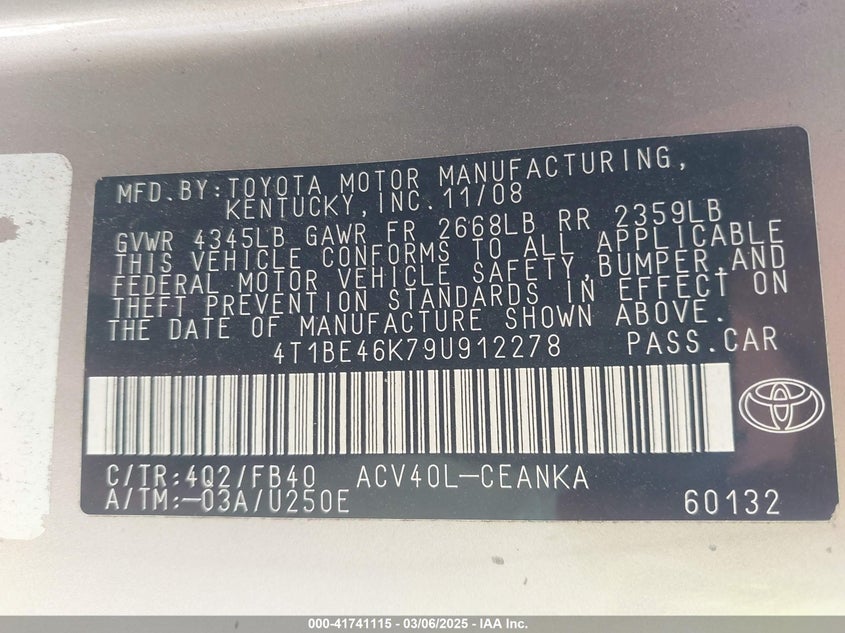 MFD.BY:TOYOTA MOTOR MANUFACTURING,
KENTUCKY,INC. 11/08
GVWR 4345LB GAWR FR 2668LB RR 2359LB
THIS VEHICLE CONFORMS TO ALL APPLICABLE
FEDERAL MOTOR VEHICLE SAFETY,BUMPER,AND
THEFT PREVENTION STANDARDS IN EFFECT ON
THE DATE OF MANUFACTURE SHOWN ABOVE.
4T1BE46K79U912278 PASS.CAR
C/TR:4Q2/FB40 ACV40L-CEANKA
A/TM:-03A/U250E 60132
000-41741115 - 03/06/2025 - IAA Inc.